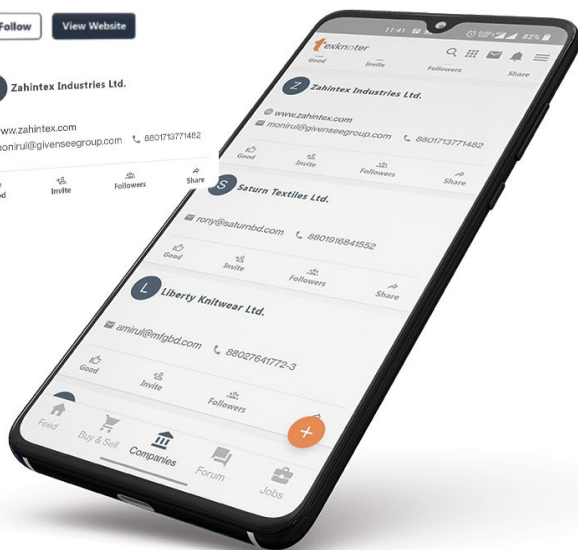 Follow View Website
Zahintex Industries Ltd.
www.zahintex.com
monirul@givenseegroup.com 8801713771482
Invite Followers Share
11:41 82%
texknoter
Good Invite Followers Share
Z Zahintex Industries Ltd.
www.zahintex.com
monirul@givenseegroup.com 8801713771482
Good Invite Followers Share
S Saturn Textiles Ltd.
rony@saturnbd.com 8801916841552
Good Invite Followers Share
L Liberty Knitwear Ltd.
amirul@mfgbd.com 88027641772-3
Good Invite Followers
+
Feed Buy & Sell Companies Forum Jobs